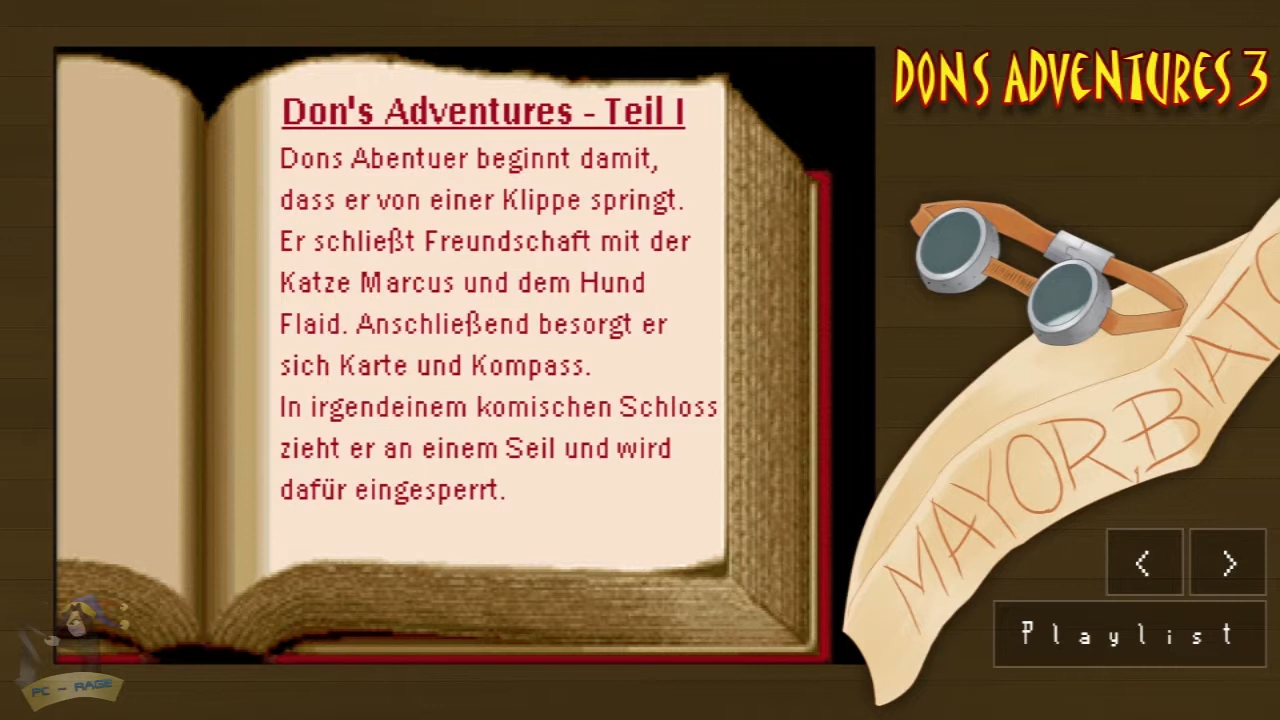 DONS ADVENTURES 3
Don's Adventures - Teil I
Dons Abentuer beginnt damit,
dass er von einer Klippe springt.
Er schließt Freundschaft mit der
Katze Marcus und dem Hund
Flaid. Anschließend besorgt er
sich Karte und Kompass.
In irgendeinem komischen Schloss
zieht er an einem Seil und wird
dafür eingesperrt.
MAYOR, BIAT
< >
Playlist
PC - RAGE